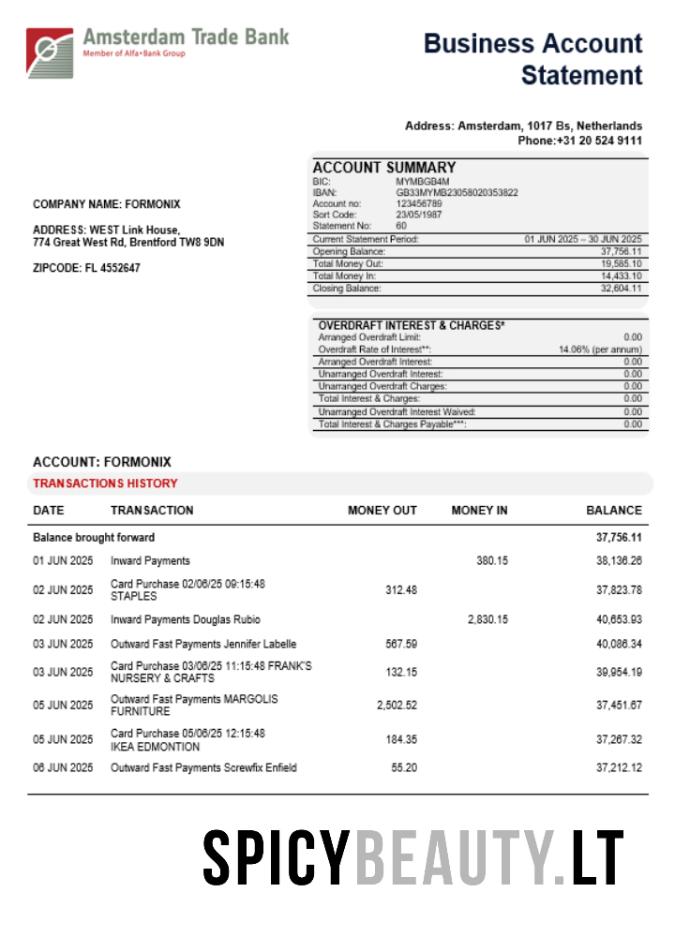 Amsterdam Trade Bank
Member of Alfa•Bank Group
Business Account
Statement
Address: Amsterdam, 1017 Bs, Netherlands
Phone:+31 20 524 9111
ACCOUNT SUMMARY
BIC: MYMBGB4M
IBAN: GB33MYMB23058020353822
Account no: 123456789
Sort Code: 23/05/1987
Statement No: 60
Current Statement Period: 01 JUN 2025 – 30 JUN 2025
Opening Balance: 37,756.11
Total Money Out: 19,585.10
Total Money In: 14,433.10
Closing Balance: 32,604.11
COMPANY NAME: FORMONIX
ADDRESS: WEST Link House,
774 Great West Rd, Brentford TW8 9DN
ZIPCODE: FL 4552647
OVERDRAFT INTEREST & CHARGES*
Arranged Overdraft Limit: 0.00
Overdraft Rate of Interest**: 14.06% (per annum)
Arranged Overdraft Interest: 0.00
Unarranged Overdraft Interest: 0.00
Unarranged Overdraft Charges: 0.00
Total Interest & Charges: 0.00
Unarranged Overdraft Interest Waived: 0.00
Total Interest & Charges Payable***: 0.00
ACCOUNT: FORMONIX
TRANSACTIONS HISTORY
DATE TRANSACTION MONEY OUT MONEY IN BALANCE
Balance brought forward 37,756.11
01 JUN 2025 Inward Payments 380.15 38,136.26
02 JUN 2025 Card Purchase 02/06/25 09:15:48 312.48 37,823.78
STAPLES
02 JUN 2025 Inward Payments Douglas Rubio 2,830.15 40,653.93
03 JUN 2025 Outward Fast Payments Jennifer Labelle 567.59 40,086.34
03 JUN 2025 Card Purchase 03/06/25 11:15:48 FRANK'S 132.15 39,954.19
NURSERY & CRAFTS
05 JUN 2025 Outward Fast Payments MARGOLIS 2,502.52 37,451.67
FURNITURE
05 JUN 2025 Card Purchase 05/06/25 12:15:48 184.35 37,267.32
IKEA EDMONTION
06 JUN 2025 Outward Fast Payments Screwfix Enfield 55.20 37,212.12
SPICYBEAUTY.LT